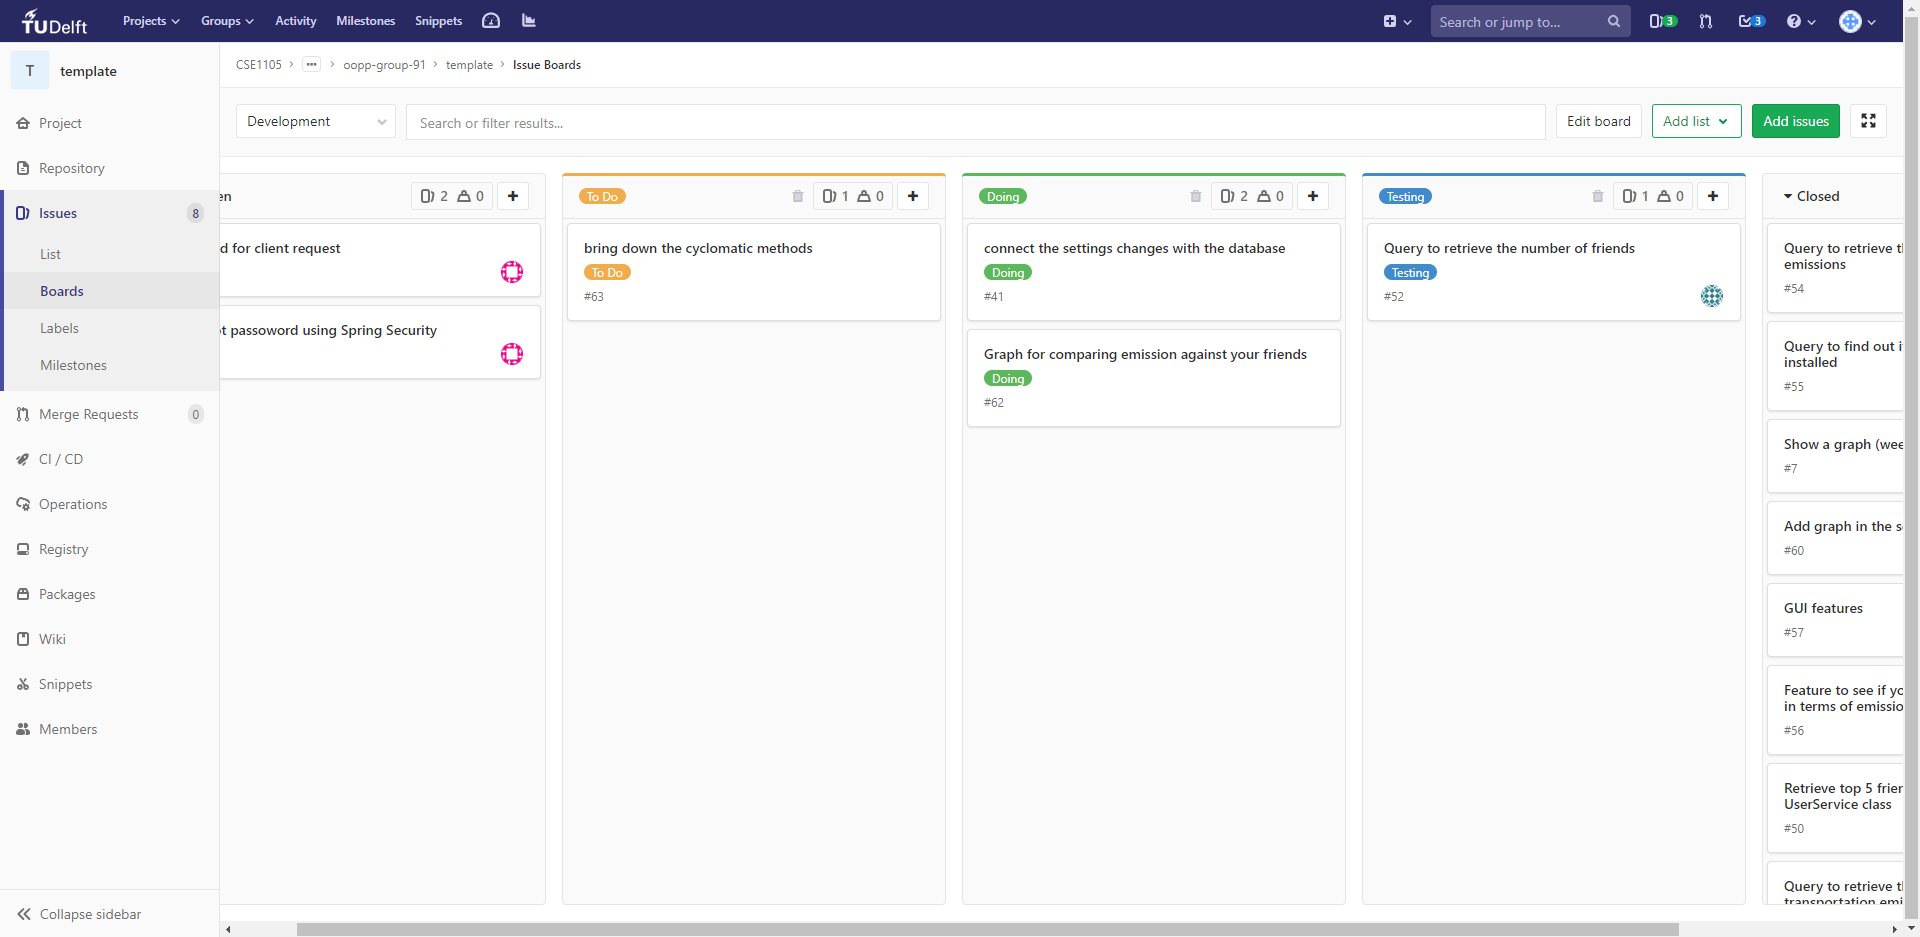 TUDelft Projects Groups Activity Milestones Snippets Search or jump to... 3 3
T template
CSE1105 › ••• › oopp-group-91 › template › Issue Boards
Project
Repository
Issues 8
List
Boards
Labels
Milestones
Merge Requests 0
CI / CD
Operations
Registry
Packages
Wiki
Snippets
Members
Collapse sidebar
Development Search or filter results... Edit board Add list Add issues
en 2 0
d for client request
t passoword using Spring Security
To Do 1 0
bring down the cyclomatic methods
To Do
#63
Doing 2 0
connect the settings changes with the database
Doing
#41
Graph for comparing emission against your friends
Doing
#62
Testing 1 0
Query to retrieve the number of friends
Testing
#52
Closed
Query to retrieve t
emissions
#54
Query to find out i
installed
#55
Show a graph (wee
#7
Add graph in the s
#60
GUI features
#57
Feature to see if yo
in terms of emissio
#56
Retrieve top 5 frier
UserService class
#50
Query to retrieve t
transportation emi